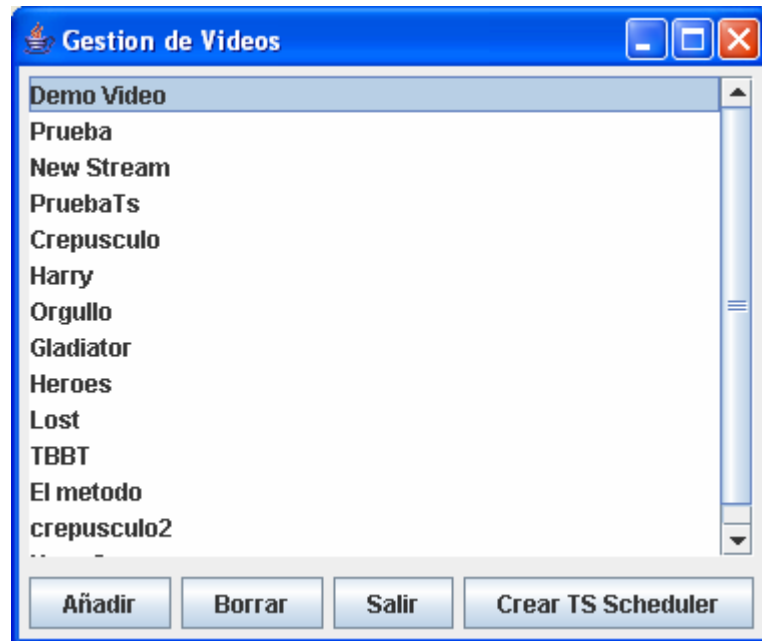 Gestion de Videos
Demo Video
Prueba
New Stream
PruebaTs
Crepusculo
Harry
Orgullo
Gladiator
Heroes
Lost
TBBT
El metodo
crepusculo2
Añadir Borrar Salir Crear TS Scheduler